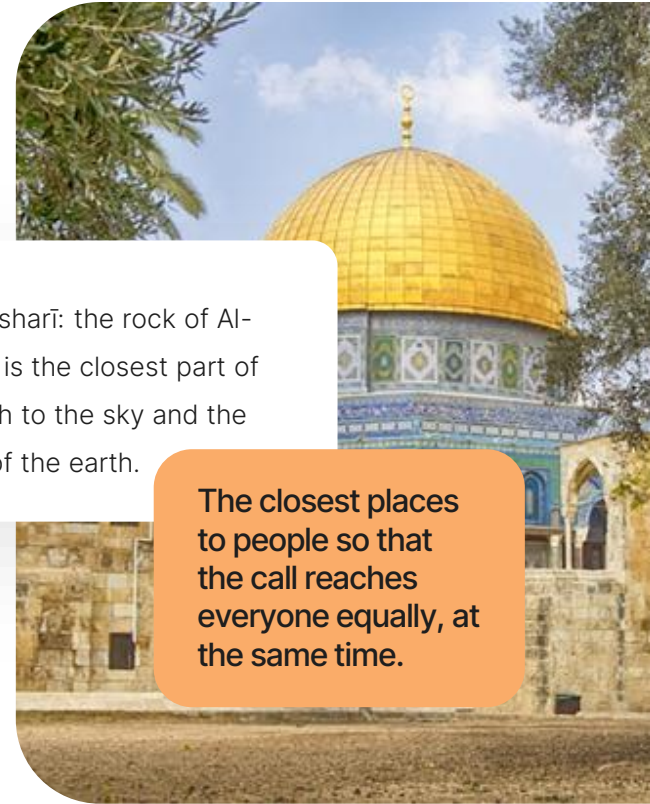 sharī: the rock of Al-
is the closest part of
h to the sky and the
of the earth.
The closest places
to people so that
the call reaches
everyone equally, at
the same time.